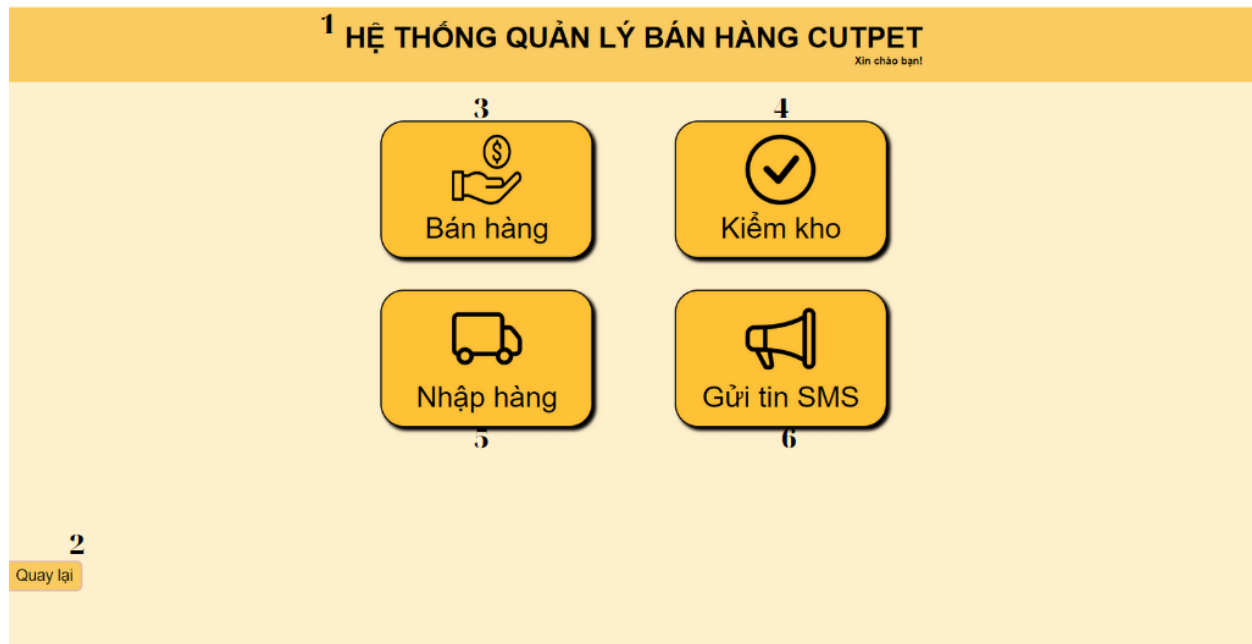 1 HỆ THỐNG QUẢN LÝ BÁN HÀNG CUTPET
Xin chào bạn!
3
4
Bán hàng
Kiểm kho
Nhập hàng
Gửi tin SMS
5
6
2
Quay lại